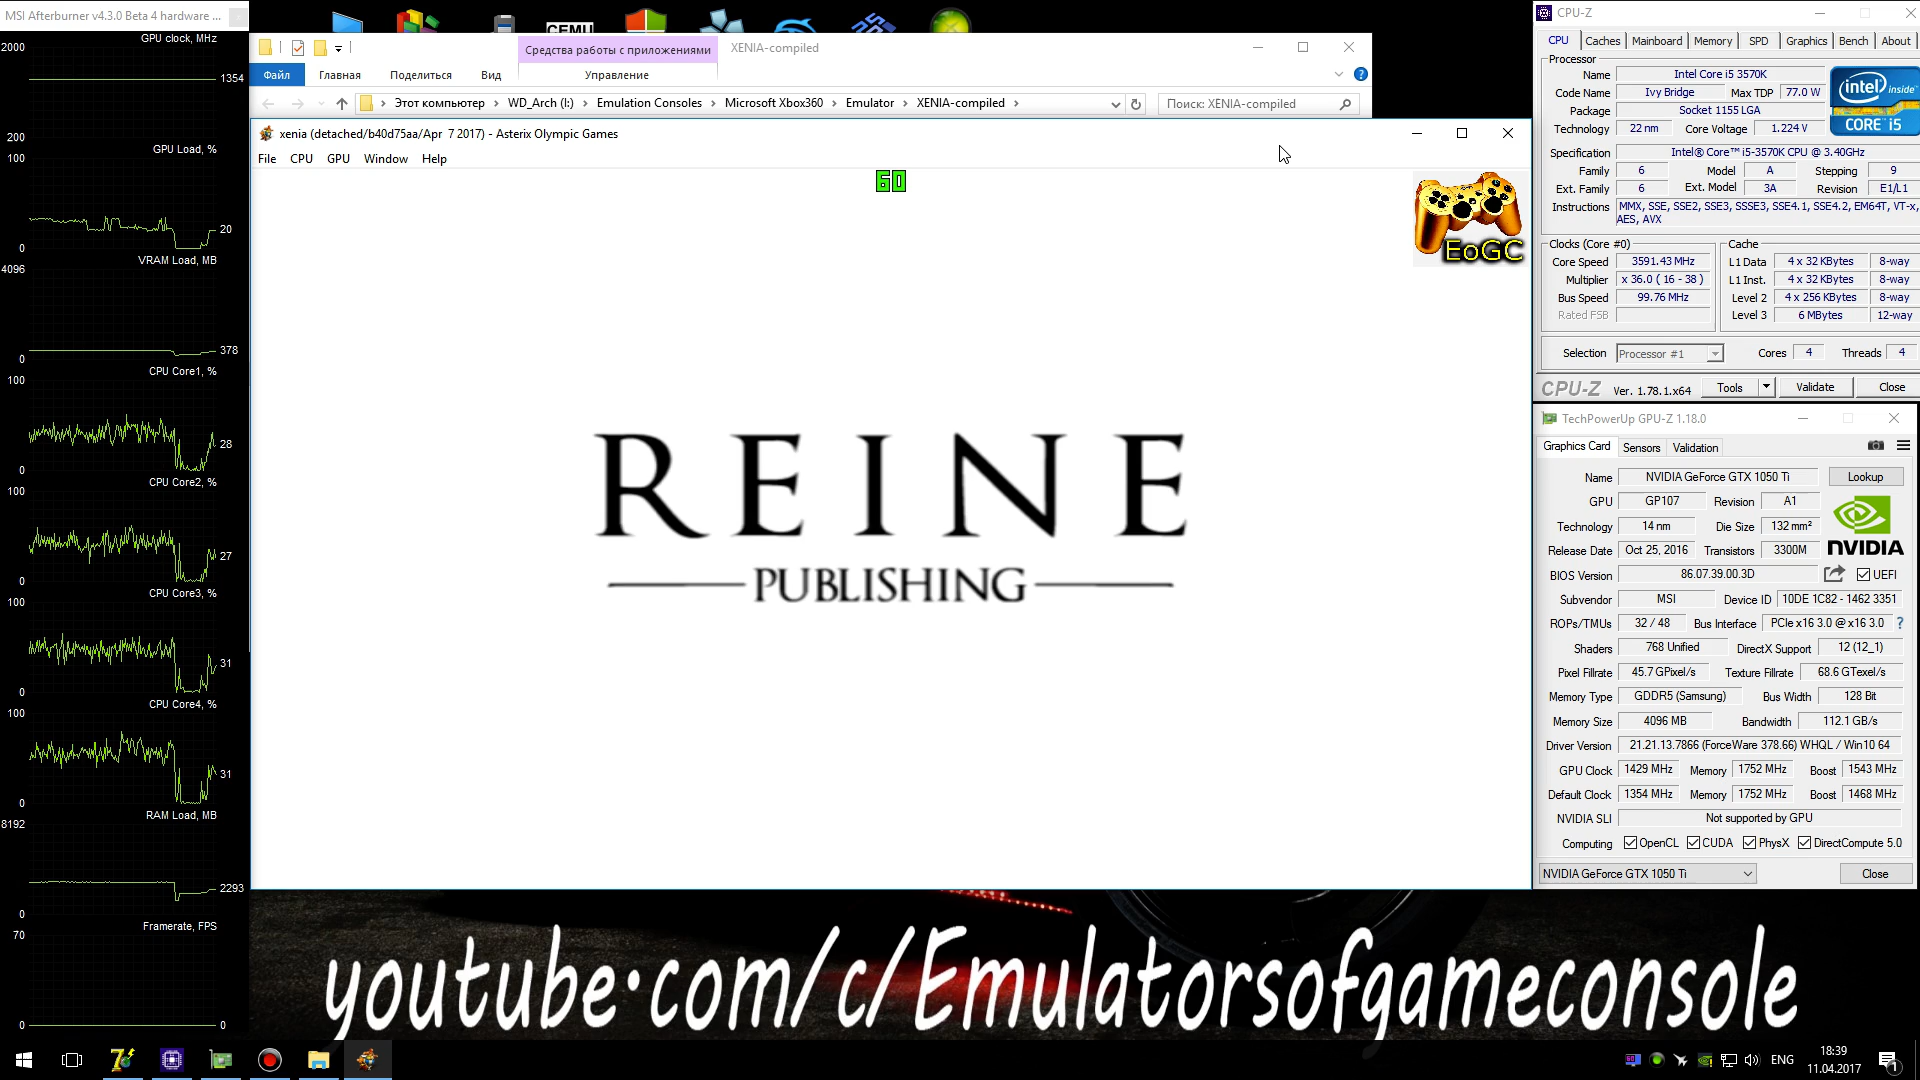 MSI Afterburner v4.3.0 Beta 4 hardware ...
GPU clock, MHz
2000
1354
200
GPU Load, %
100
20
0
VRAM Load, MB
4096
378
0
CPU Core1, %
100
28
0
CPU Core2, %
100
27
0
CPU Core3, %
100
31
0
CPU Core4, %
100
31
0
RAM Load, MB
8192
2293
0
Framerate, FPS
70
0
0
CEMU
Средства работы с приложениями
XENIA-compiled
Файл
Главная
Поделиться
Вид
Управление
Этот компьютер
WD_Arch (I:)
Emulation Consoles
Microsoft Xbox360
Emulator
XENIA-compiled
Поиск: XENIA-compiled
xenia (detached/b40d75aa/Apr 7 2017) - Asterix Olympic Games
File CPU GPU Window Help
60
EoGC
REINE
PUBLISHING
CPU-Z
CPU Caches Mainboard Memory SPD Graphics Bench About
Processor
Name Intel Core i5 3570K
Code Name Ivy Bridge Max TDP 77.0 W
Package Socket 1155 LGA
Technology 22 nm Core Voltage 1.224 V
intel inside
CORE i5
Specification Intel® Core™ i5-3570K CPU @ 3.40GHz
Family 6 Model A Stepping 9
Ext. Family 6 Ext. Model 3A Revision E1/L1
Instructions MMX, SSE, SSE2, SSE3, SSSE3, SSE4.1, SSE4.2, EM64T, VT-x,
AES, AVX
Clocks (Core #0)
Core Speed 3591.43 MHz
Multiplier x 36.0 ( 16 - 38 )
Bus Speed 99.76 MHz
Rated FSB
Cache
L1 Data 4 x 32 KBytes 8-way
L1 Inst. 4 x 32 KBytes 8-way
Level 2 4 x 256 KBytes 8-way
Level 3 6 MBytes 12-way
Selection Processor #1 Cores 4 Threads 4
CPU-Z Ver. 1.78.1.x64 Tools Validate Close
TechPowerUp GPU-Z 1.18.0
Graphics Card Sensors Validation
Name NVIDIA GeForce GTX 1050 Ti Lookup
GPU GP107 Revision A1
Technology 14 nm Die Size 132 mm²
Release Date Oct 25, 2016 Transistors 3300M
NVIDIA
BIOS Version 86.07.39.00.3D UEFI
Subvendor MSI Device ID 10DE 1C82 - 1462 3351
ROPs/TMUs 32 / 48 Bus Interface PCIe x16 3.0 @ x16 3.0 ?
Shaders 768 Unified DirectX Support 12 (12_1)
Pixel Fillrate 45.7 GPixel/s Texture Fillrate 68.6 GTexel/s
Memory Type GDDR5 (Samsung) Bus Width 128 Bit
Memory Size 4096 MB Bandwidth 112.1 GB/s
Driver Version 21.21.13.7866 (ForceWare 378.66) WHQL / Win10 64
GPU Clock 1429 MHz Memory 1752 MHz Boost 1543 MHz
Default Clock 1354 MHz Memory 1752 MHz Boost 1468 MHz
NVIDIA SLI Not supported by GPU
Computing OpenCL CUDA PhysX DirectCompute 5.0
NVIDIA GeForce GTX 1050 Ti Close
youtube.com/c/Emulatorsofgameconsole
ENG
18:39
11.04.2017
1